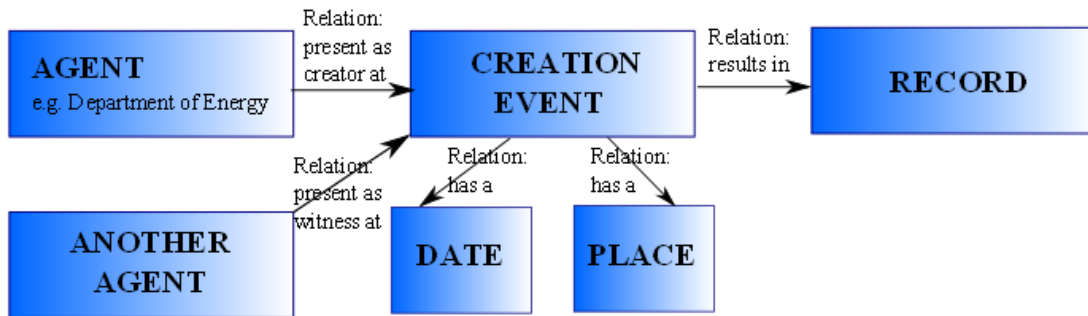 Relation:
present as
creator at
AGENT
e.g. Department of Energy
CREATION
EVENT
Relation:
results in
RECORD
Relation:
present as
witness at
ANOTHER
AGENT
Relation:
has a
DATE
Relation:
has a
PLACE